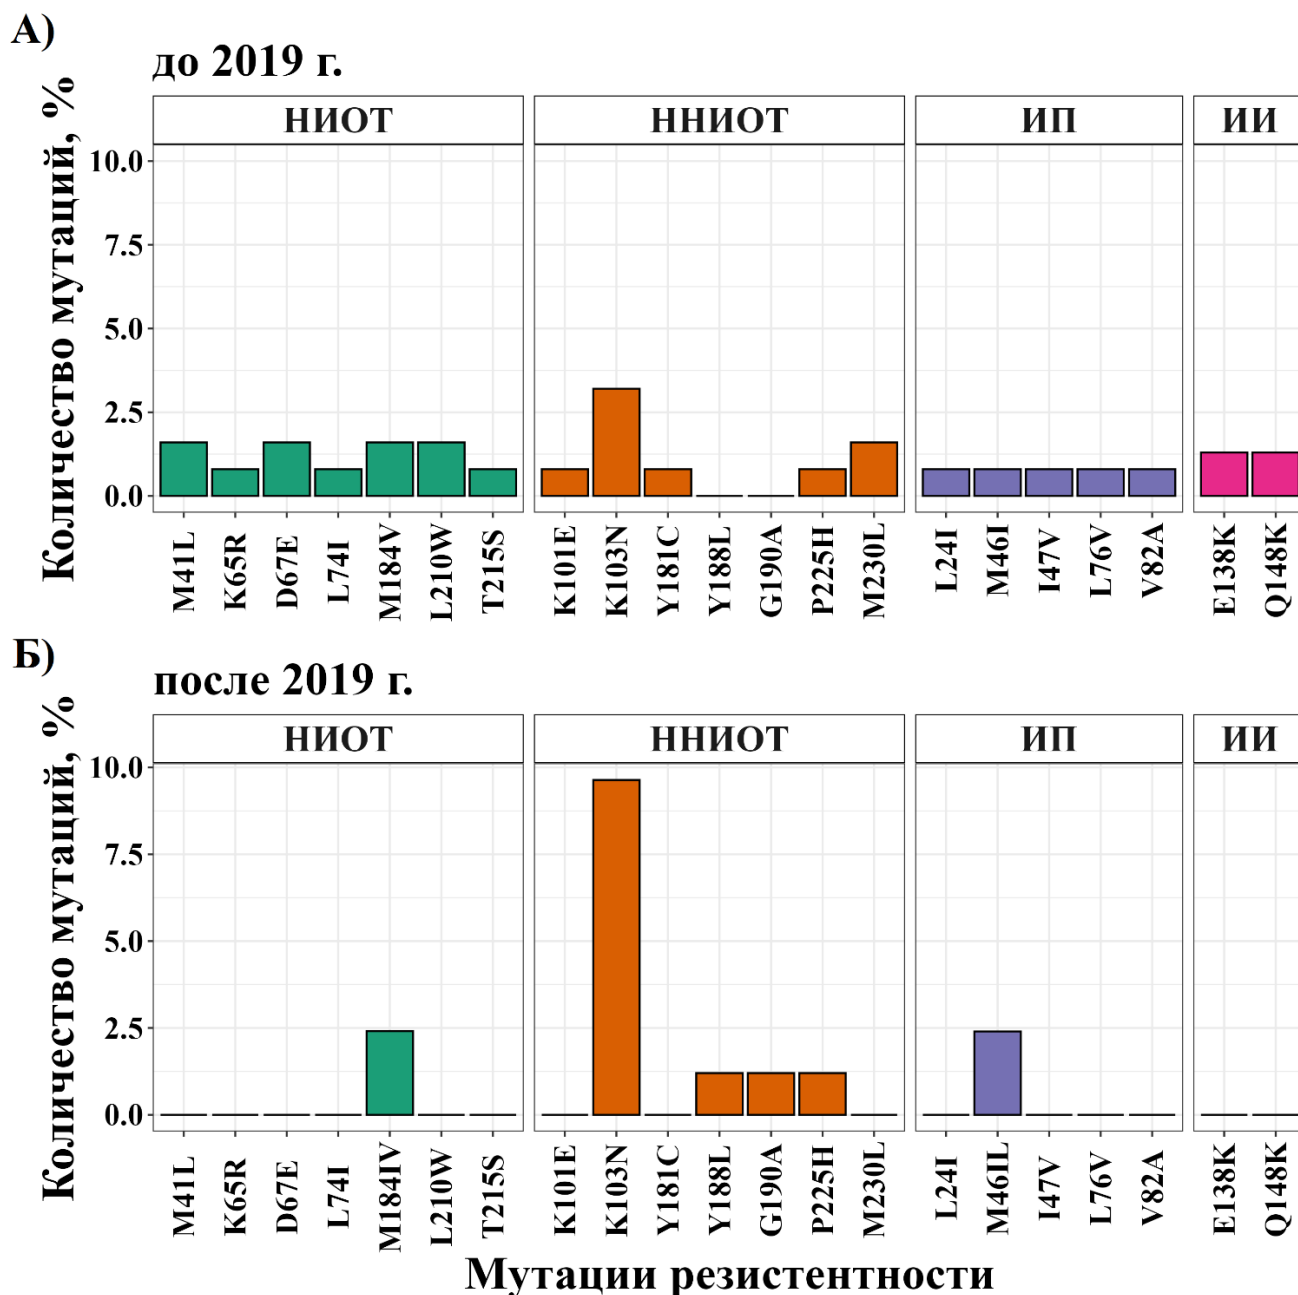 А)
до 2019 г.
Количество мутаций, %
НИОТ ННИОТ ИП ИИ
10.0
7.5
5.0
2.5
0.0
M41L K65R D67E L74I M184V L210W T215S K101E K103N Y181C Y188L G190A P225H M230L L24I M46I I47V L76V V82A E138K Q148K
Б)
после 2019 г.
Количество мутаций, %
НИОТ ННИОТ ИП ИИ
10.0
7.5
5.0
2.5
0.0
M41L K65R D67E L74I M184IV L210W T215S K101E K103N Y181C Y188L G190A P225H M230L L24I M46IL I47V L76V V82A E138K Q148K
Мутации резистентности